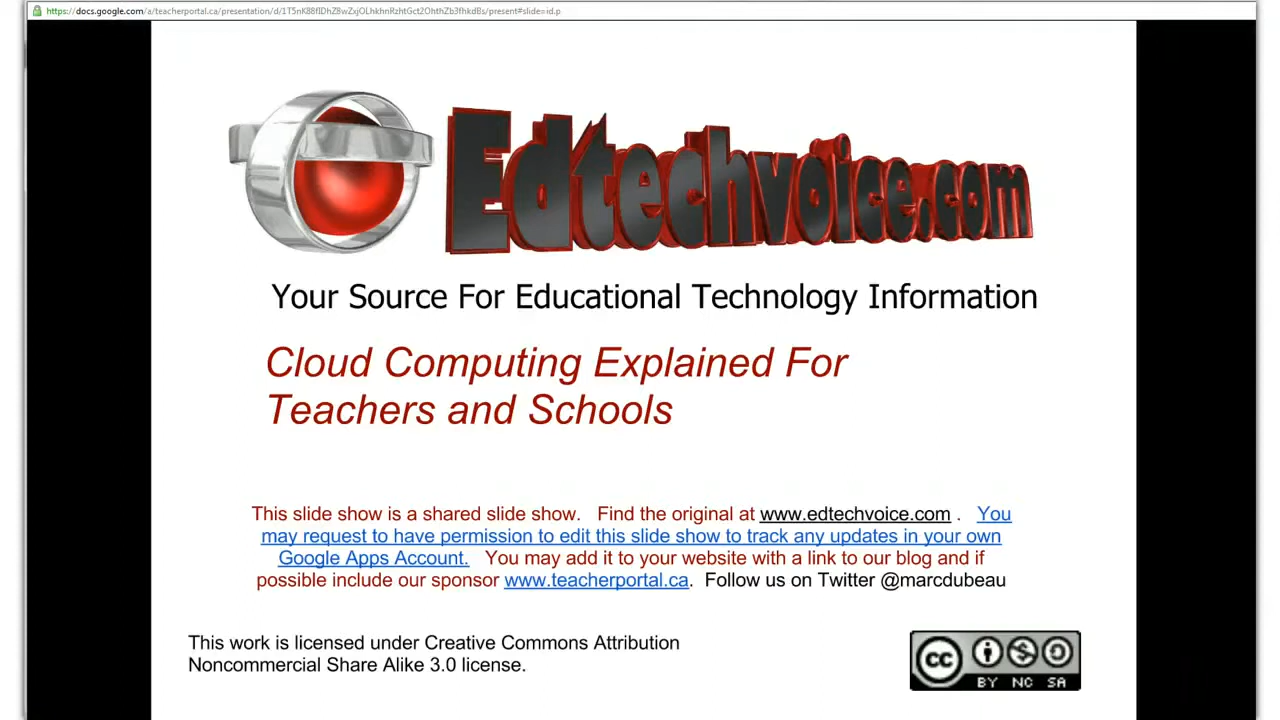 Edtechvoice.com
Your Source For Educational Technology Information
Cloud Computing Explained For
Teachers and Schools
This slide show is a shared slide show. Find the original at www.edtechvoice.com . You
may request to have permission to edit this slide show to track any updates in your own
Google Apps Account. You may add it to your website with a link to our blog and if
possible include our sponsor www.teacherportal.ca. Follow us on Twitter @marcdubeau
This work is licensed under Creative Commons Attribution
Noncommercial Share Alike 3.0 license.
cc
BY NC SA